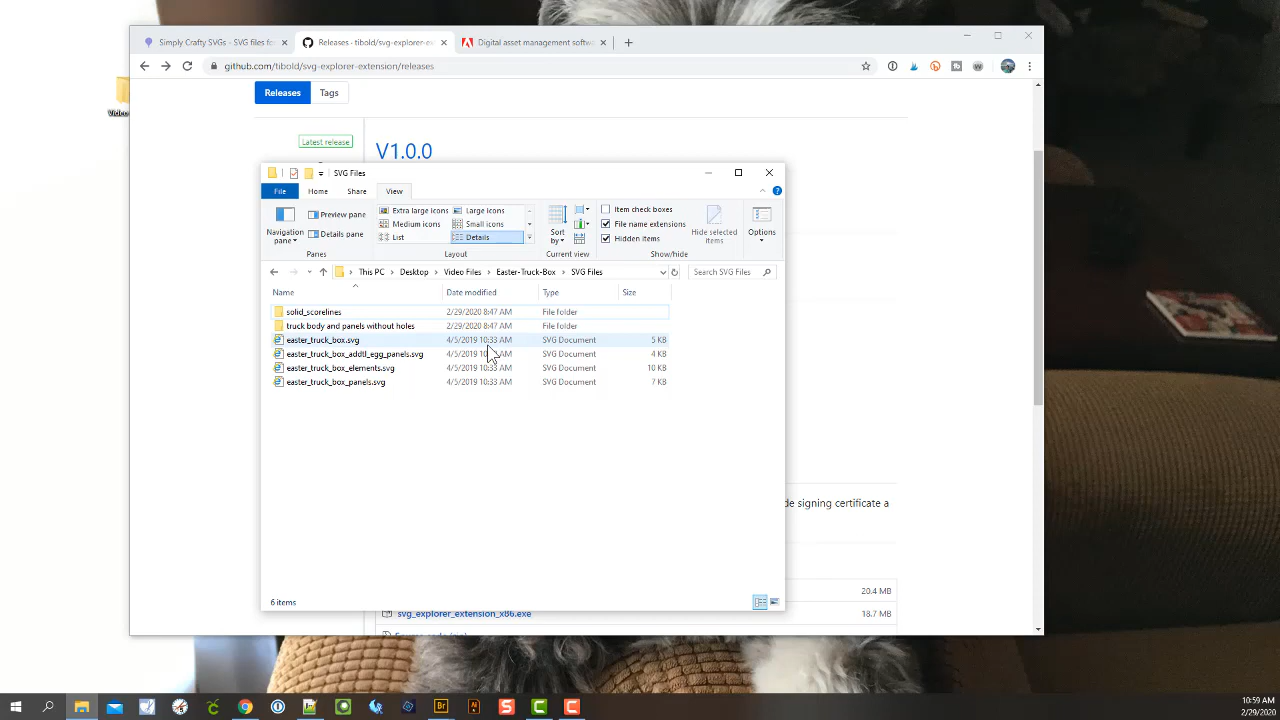 Simply Crafty SVGs - SVG files fo
Releases · tibold/svg-explorer-ex
Digital asset management softw
github.com/tibold/svg-explorer-extension/releases
Releases
Tags
Latest release
V1.0.0
Video
SVG Files
File
Home
Share
View
Navigation pane
Preview pane
Details pane
Panes
Extra large icons
Large icons
Medium icons
Small icons
List
Details
Layout
Sort by
Current view
Item check boxes
File name extensions
Hidden items
Hide selected items
Show/hide
Options
This PC > Desktop > Video Files > Easter-Truck-Box > SVG Files
Search SVG Files
Name Date modified Type Size
solid_scorelines 2/29/2020 8:47 AM File folder
truck body and panels without holes 2/29/2020 8:47 AM File folder
easter_truck_box.svg 4/5/2019 10:33 AM SVG Document 5 KB
easter_truck_box_addtl_egg_panels.svg 4/5/2019 10:33 AM SVG Document 4 KB
easter_truck_box_elements.svg 4/5/2019 10:33 AM SVG Document 10 KB
easter_truck_box_panels.svg 4/5/2019 10:33 AM SVG Document 7 KB
de signing certificate a
20.4 MB
6 items
svg_explorer_extension_x86.exe 18.7 MB
10:59 AM
2/29/2020